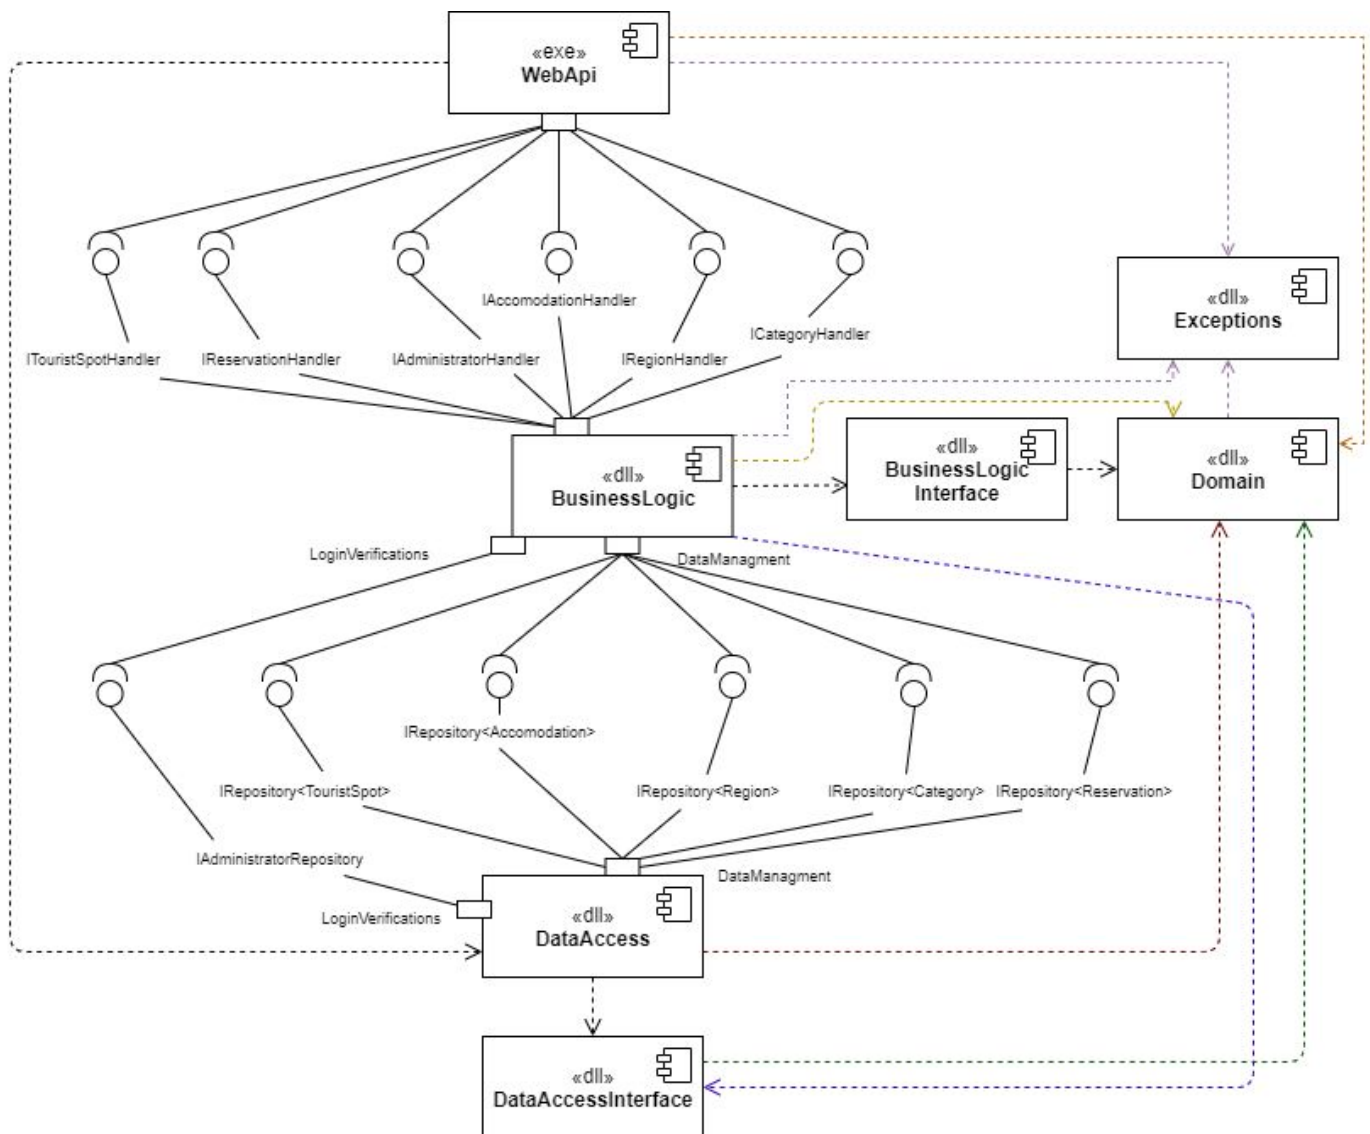 «exe»
WebApi
IAccomodationHandler
ICategoryHandler
ITouristSpotHandler
IReservationHandler
IAdministratorHandler
IRegionHandler
«dll»
Exceptions
«dll»
BusinessLogic
«dll»
BusinessLogic
Interface
«dll»
Domain
LoginVerifications
DataManagment
IRepository<Accomodation>
IRepository<TouristSpot>
IRepository<Region>
IRepository<Category>
IRepository<Reservation>
IAdministratorRepository
DataManagment
LoginVerifications
«dll»
DataAccess
«dll»
DataAccessInterface